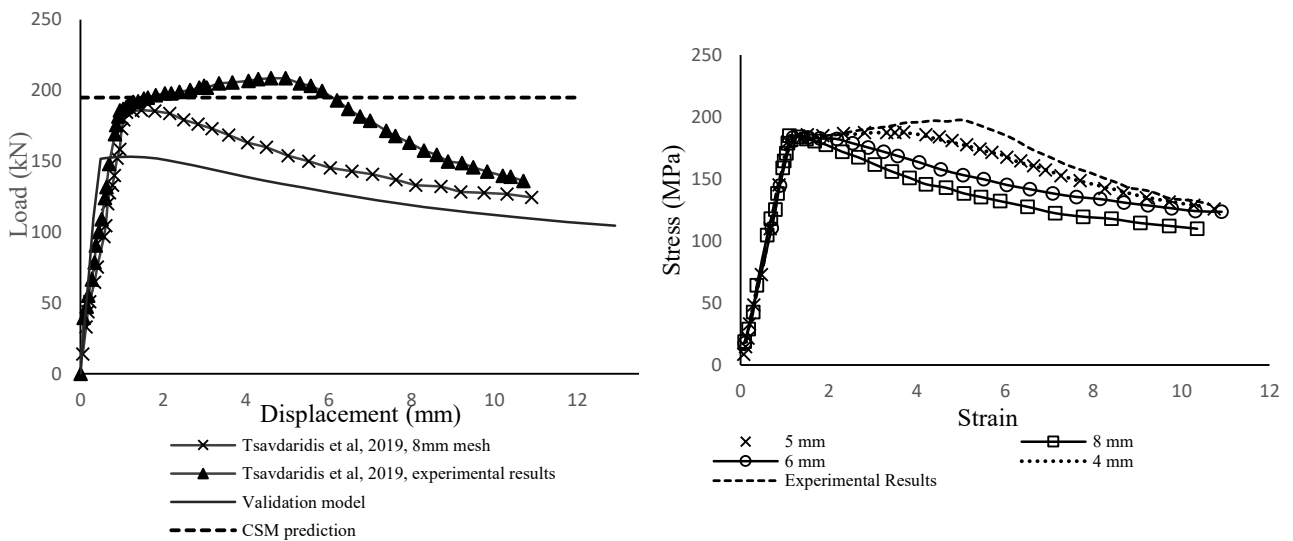 250
200
150
100
50
0
Load (kN)
0 2 4 6 8 10 12
Displacement (mm)
Tsavdaridis et al, 2019, 8mm mesh
Tsavdaridis et al, 2019, experimental results
Validation model
CSM prediction
250
200
150
100
50
0
Stress (MPa)
0 2 4 6 8 10 12
Strain
5 mm 8 mm
6 mm 4 mm
Experimental Results